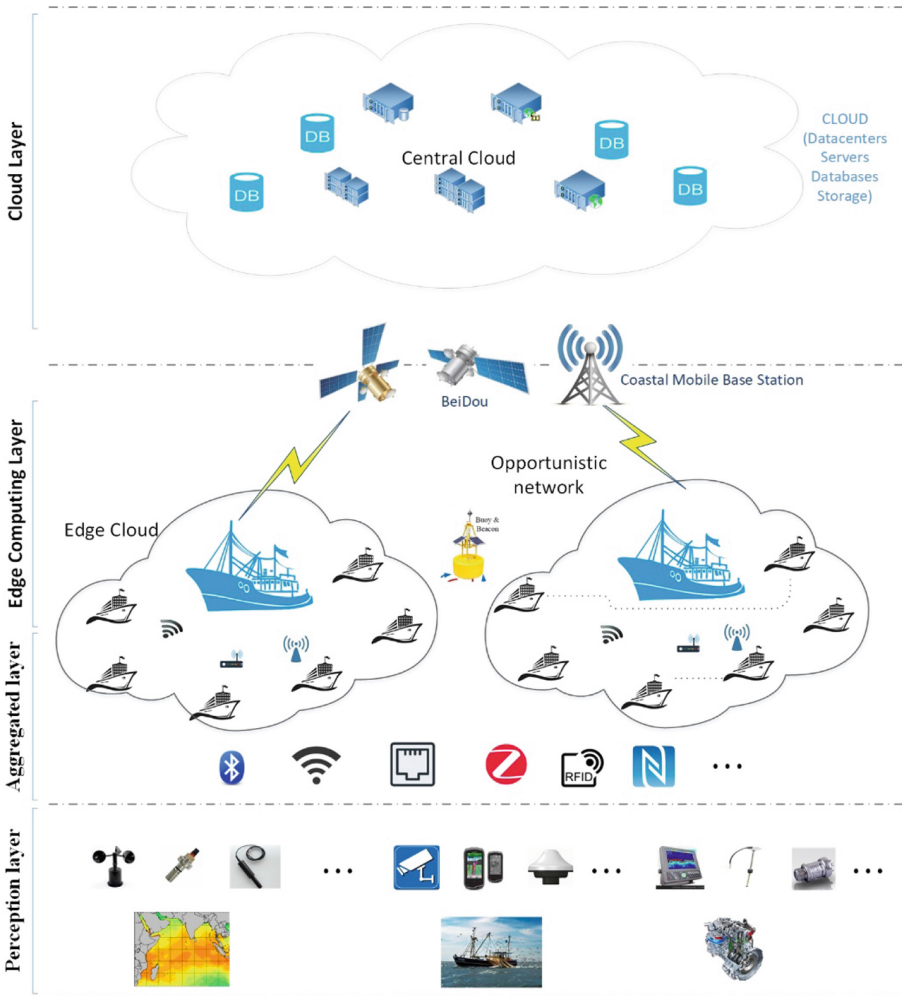 Cloud Layer
DB
DB
Central Cloud
DB
DB
CLOUD
(Datacenters
Servers
Databases
Storage)
BeiDou
Coastal Mobile Base Station
Edge Computing Layer
Opportunistic
network
Edge Cloud
Buoy &
Beacon
Aggregated layer
RFID
Perception layer